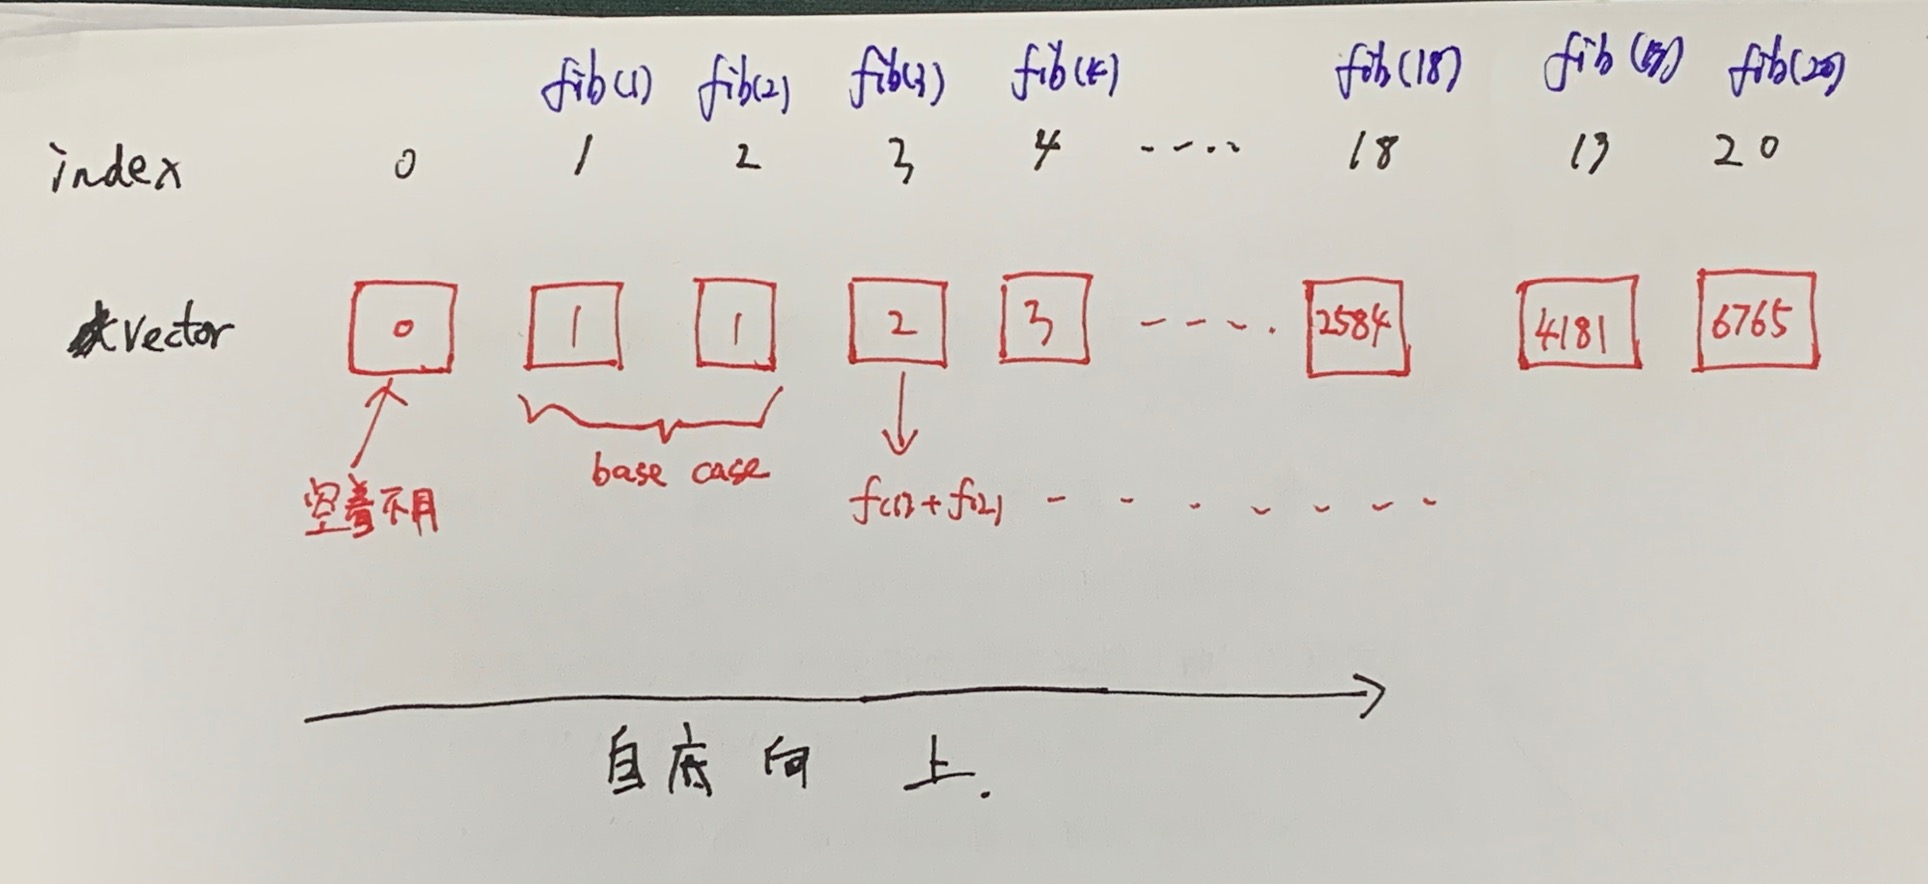 fib(1) fib(2) fib(3) fib(4) fib(18) fib(19) fib(20)
index 0 1 2 3 4 ---- 18 19 20
vector 0 1 1 2 3 ---- 2584 4181 6765
空着不用 base case f(1)+f(2) - - - - - - -
自底向上.